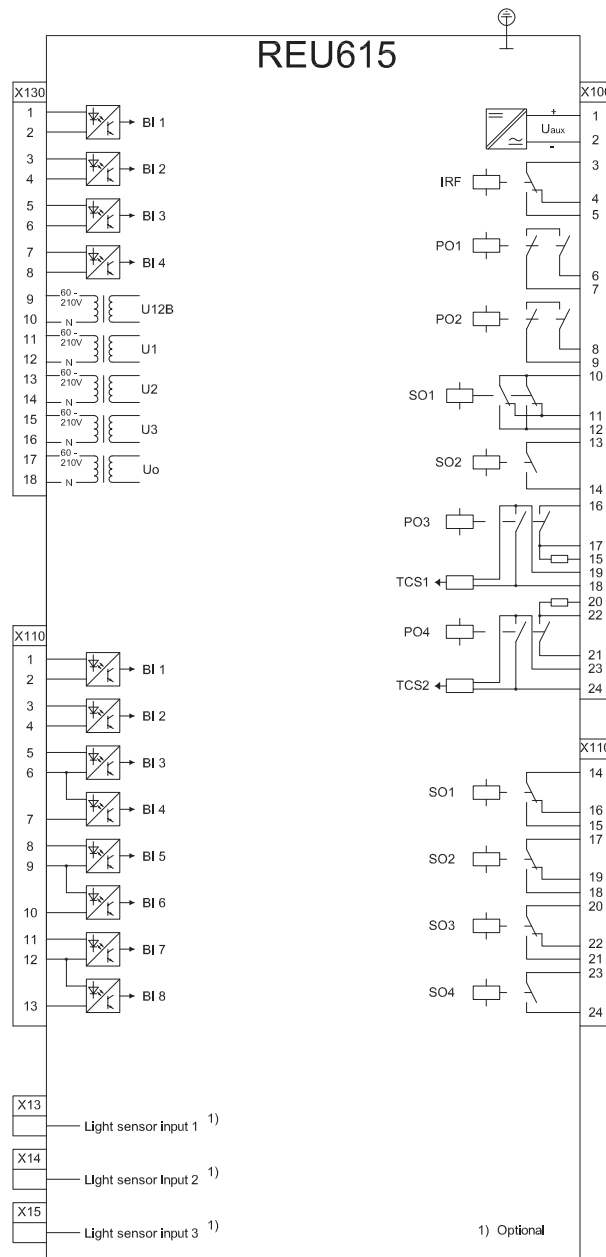 REU615
X130
1
2
BI 1
3
4
BI 2
5
6
BI 3
7
8
BI 4
9
60 -
210V
10
N
U12B
11
60 -
210V
12
N
U1
13
60 -
210V
14
N
U2
15
60 -
210V
16
N
U3
17
60 -
210V
18
N
Uo
X110
1
2
BI 1
3
4
BI 2
5
6
BI 3
7
BI 4
8
9
BI 5
10
BI 6
11
12
BI 7
13
BI 8
X13
Light sensor input 1 1)
X14
Light sensor input 2 1)
X15
Light sensor input 3 1)
X100
+
Uaux
-
1
2
IRF
3
4
5
PO1
6
7
PO2
8
9
SO1
10
11
12
SO2
13
14
PO3
16
17
15
19
TCS1
18
20
22
PO4
21
23
TCS2
24
X110
SO1
14
16
15
SO2
17
19
18
SO3
20
22
21
SO4
23
24
1) Optional